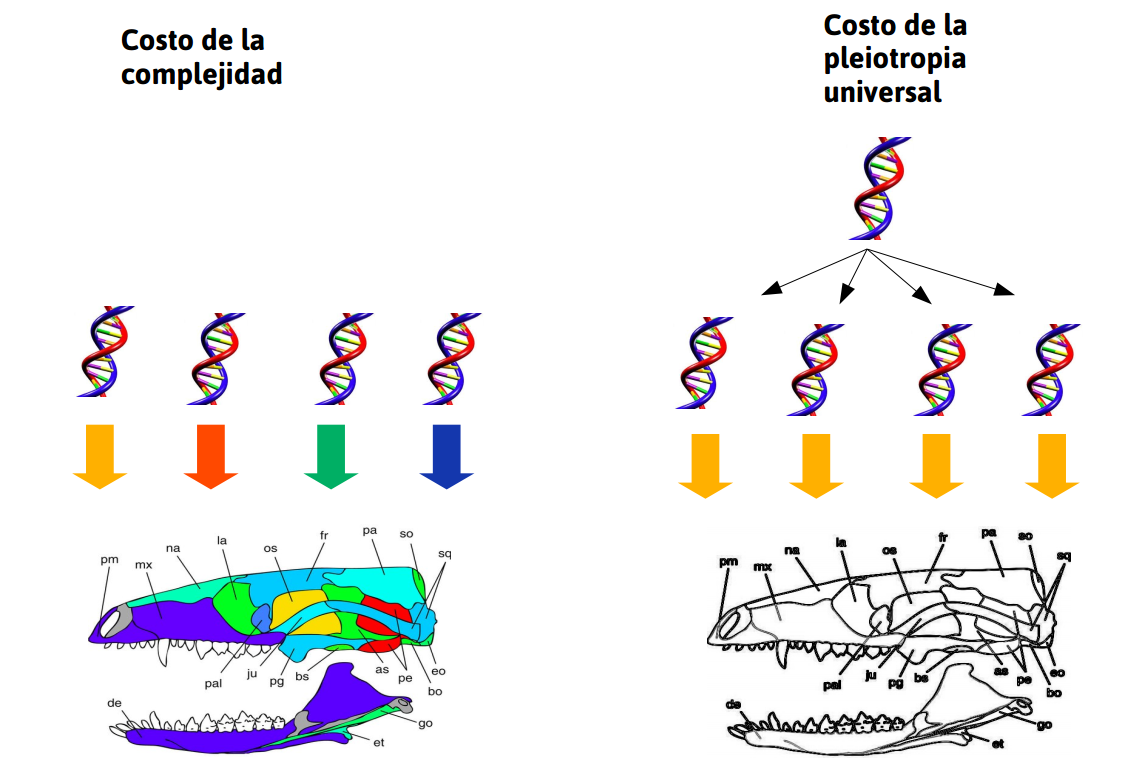 Costo de la
complejidad
Costo de la
pleiotropia
universal
pm
mx
na
la
os
fr
pa
so
sq
pal
ju
pg
bs
as
pe
eo
bo
de
go
et
pm
mx
na
la
os
fr
pa
so
sq
pal
ju
pg
bs
as
pe
eo
bo
de
go
et